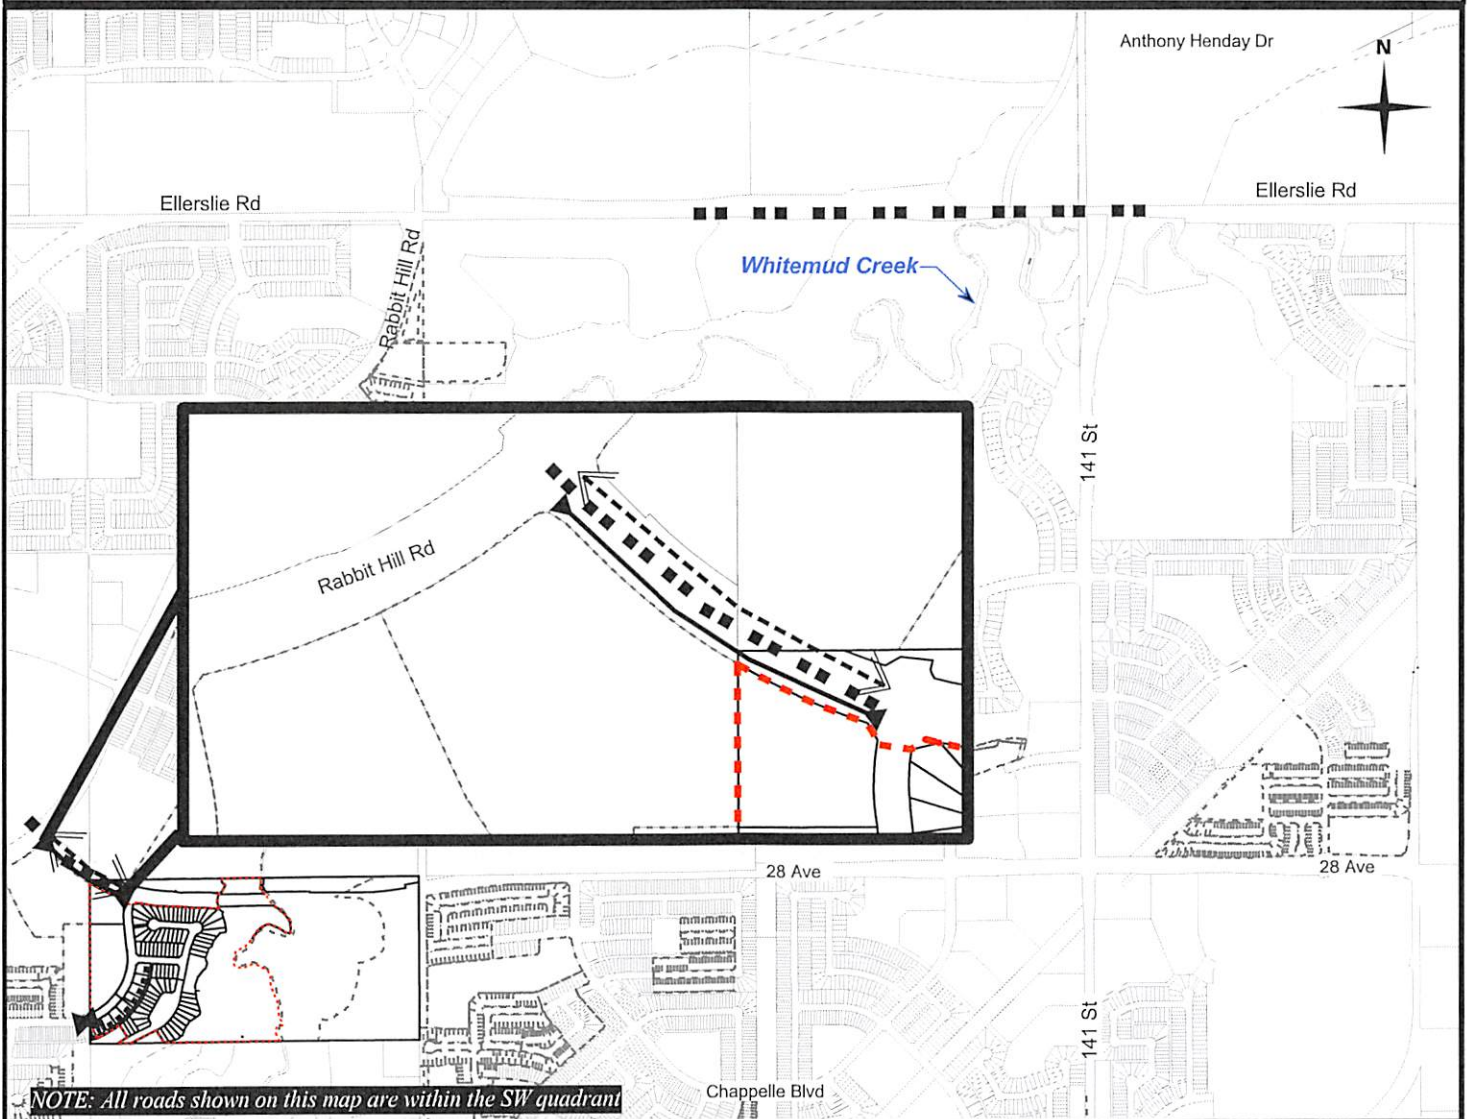 Anthony Henday Dr
N
Ellerslie Rd
Ellerslie Rd
Rabbit Hill Rd
Whitemud Creek
141 St
Rabbit Hill Rd
28 Ave
28 Ave
141 St
Chappelle Blvd
NOTE: All roads shown on this map are within the SW quadrant